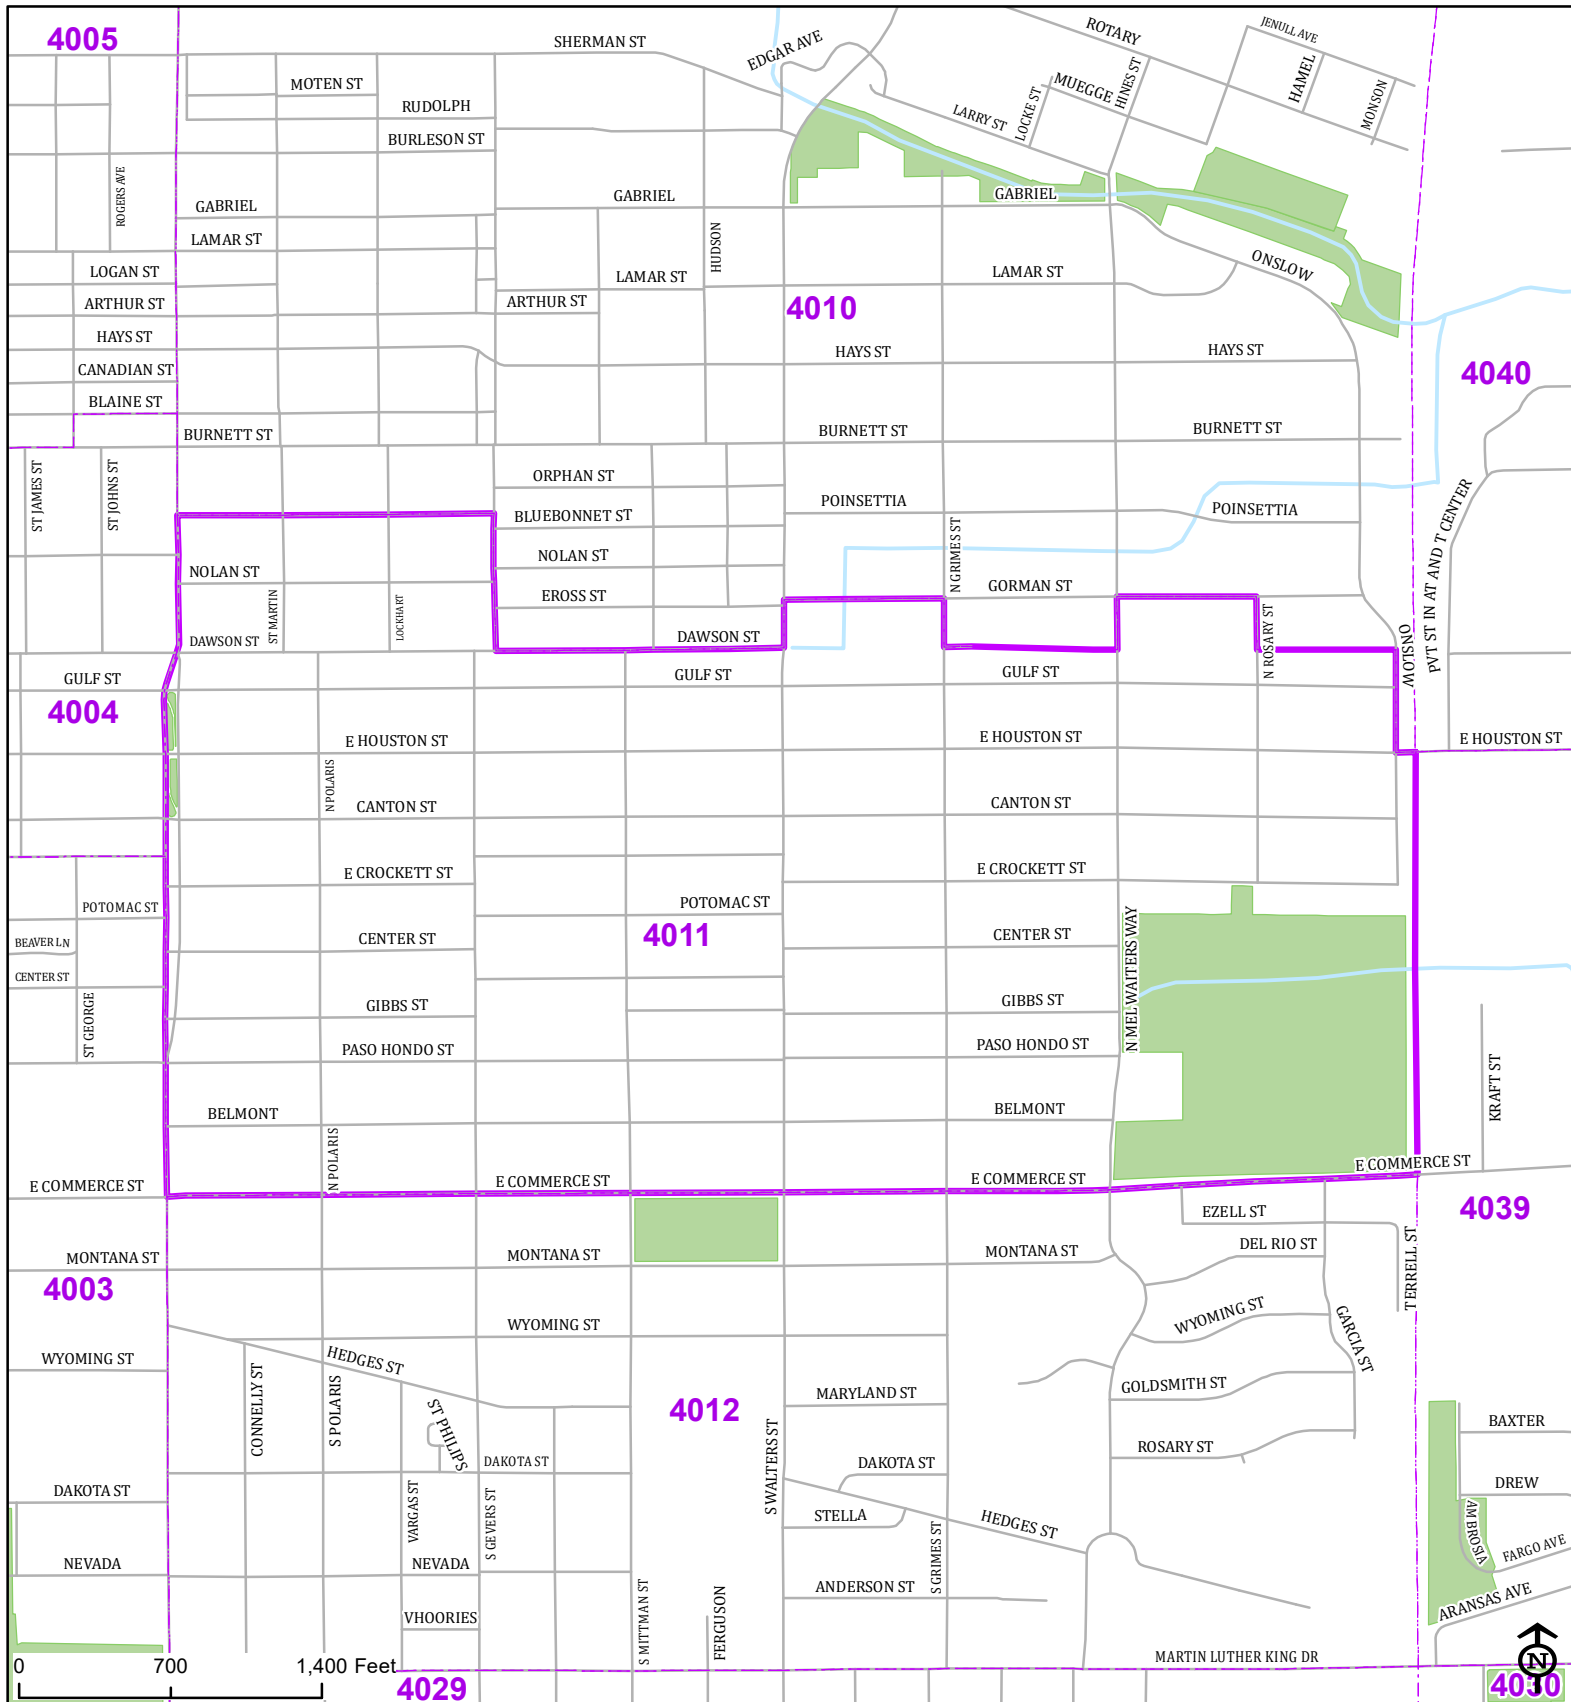 4005
SHERMAN ST
EDGAR AVE
ROTARY
JENULL AVE
MOTEN ST
RUDOLPH
BURLESON ST
MUEGGE
HINES ST
HAMEL
MONSON
LARRY ST
LOCKE ST
ROGERS AVE
GABRIEL
GABRIEL
GABRIEL
LAMAR ST
HUDSON
ONSLOW
LOGAN ST
LAMAR ST
LAMAR ST
ARTHUR ST
ARTHUR ST
4010
HAYS ST
HAYS ST
HAYS ST
CANADIAN ST
4040
BLAINE ST
BURNETT ST
BURNETT ST
BURNETT ST
ST JAMES ST
ST JOHNS ST
ORPHAN ST
POINSETTIA
POINSETTIA
BLUEBONNET ST
N GRIMES ST
PVT ST IN AT AND T CENTER
NOLAN ST
NOLAN ST
ST MARTIN
LOCKHART
EROSS ST
GORMAN ST
DAWSON ST
DAWSON ST
N ROSARY ST
ONSLOW
GULF ST
GULF ST
GULF ST
4004
E HOUSTON ST
E HOUSTON ST
E HOUSTON ST
N POLARIS
CANTON ST
CANTON ST
E CROCKETT ST
E CROCKETT ST
POTOMAC ST
POTOMAC ST
4011
BEAVER LN
CENTER ST
CENTER ST
CENTER ST
N MEL WAITERS WAY
GIBBS ST
GIBBS ST
ST GEORGE
PASO HONDO ST
PASO HONDO ST
BELMONT
BELMONT
KRAFT ST
N POLARIS
E COMMERCE ST
E COMMERCE ST
E COMMERCE ST
E COMMERCE ST
EZELL ST
4039
MONTANA ST
MONTANA ST
MONTANA ST
DEL RIO ST
TERRELL ST
4003
WYOMING ST
WYOMING ST
WYOMING ST
GARCIA ST
HEDGES ST
CONNELLY ST
S POLARIS
MARYLAND ST
GOLDSMITH ST
4012
ST PHILIPS
S WALTERS ST
BAXTER
ROSARY ST
DAKOTA ST
DAKOTA ST
DAKOTA ST
DREW
VARGAS ST
S GEVERS ST
STELLA
HEDGES ST
AMBROSIA
FARGO AVE
NEVADA
NEVADA
ANDERSON ST
S GRIMES ST
ARANSAS AVE
VHOORIES
S MITTMAN ST
FERGUSON
MARTIN LUTHER KING DR
0 700 1,400 Feet
N
4029
4030